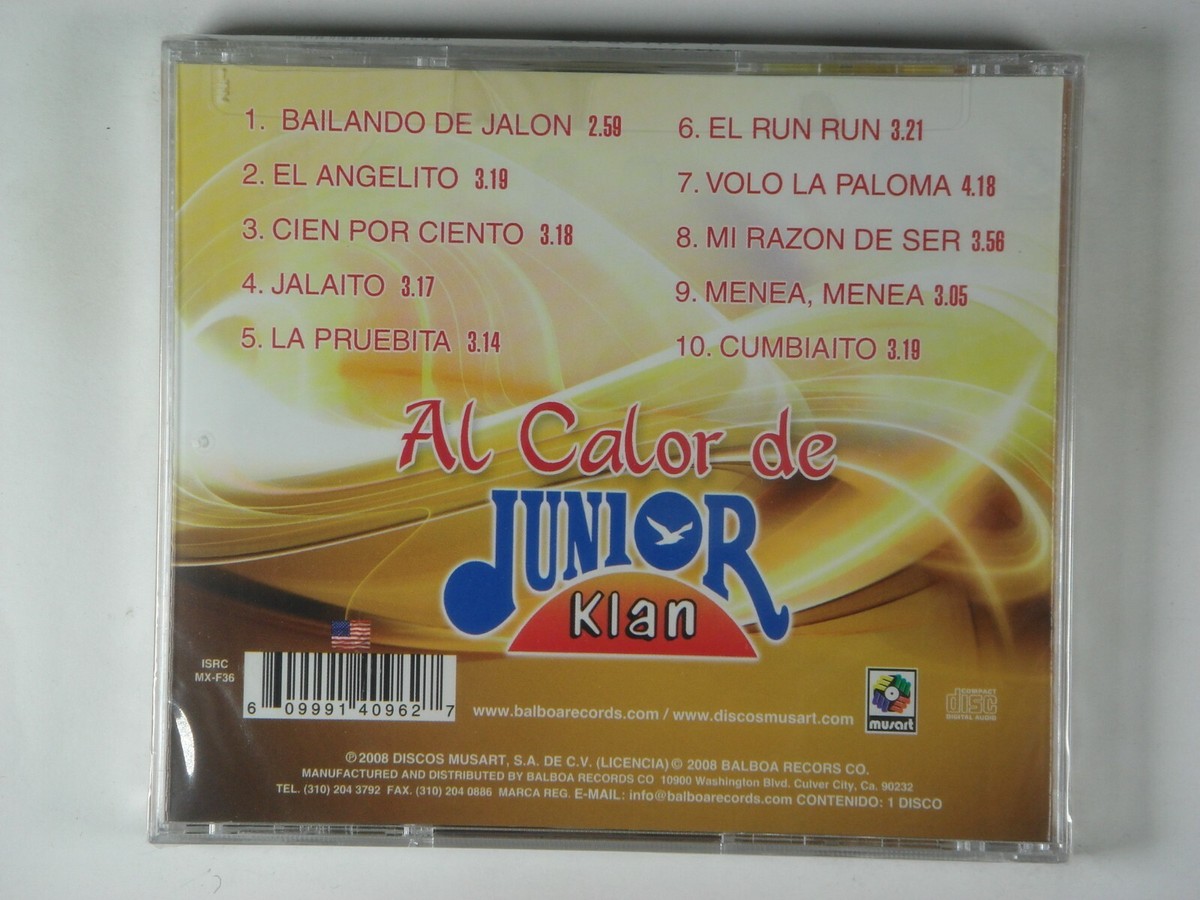 1. BAILANDO DE JALON 2.59
2. EL ANGELITO 3.19
3. CIEN POR CIENTO 3.18
4. JALAITO 3.17
5. LA PRUEBITA 3.14
6. EL RUN RUN 3.21
7. VOLO LA PALOMA 4.18
8. MI RAZON DE SER 3.56
9. MENEA, MENEA 3.05
10. CUMBIAITO 3.19
Al Calor de
JUNIOR
Klan
ISRC
MX-F36
6 09991 40962 7
www.balboarecords.com / www.discosmusart.com
musart
COMPACT
disc
DIGITAL AUDIO
℗ 2008 DISCOS MUSART, S.A. DE C.V. (LICENCIA) © 2008 BALBOA RECORS CO.
MANUFACTURED AND DISTRIBUTED BY BALBOA RECORDS CO 10900 Washington Blvd. Culver City, Ca. 90232
TEL. (310) 204 3792 FAX. (310) 204 0886 MARCA REG. E-MAIL: info@balboarecords.com CONTENIDO: 1 DISCO